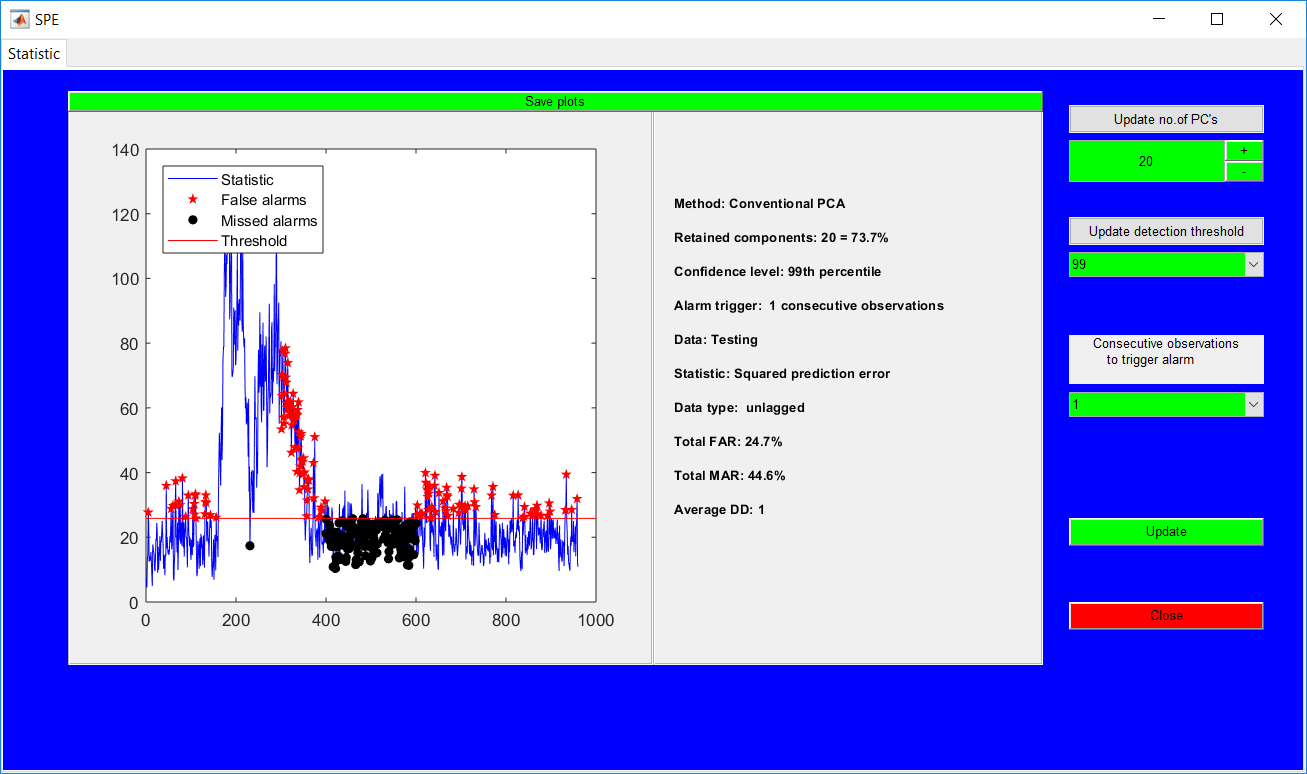 SPE
Statistic
Save plots
140
120
100
80
60
40
20
0
0 200 400 600 800 1000
Statistic
False alarms
Missed alarms
Threshold
Method: Conventional PCA
Retained components: 20 = 73.7%
Confidence level: 99th percentile
Alarm trigger:  1 consecutive observations
Data: Testing
Statistic: Squared prediction error
Data type:  unlagged
Total FAR: 24.7%
Total MAR: 44.6%
Average DD: 1
Update no.of PC's
20
+
-
Update detection threshold
99
Consecutive observations
to trigger alarm
1
Update
Close